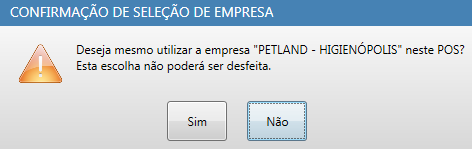 CONFIRMAÇÃO DE SELEÇÃO DE EMPRESA
Deseja mesmo utilizar a empresa "PETLAND - HIGIENÓPOLIS" neste POS?
Esta escolha não poderá ser desfeita.
Sim
Não